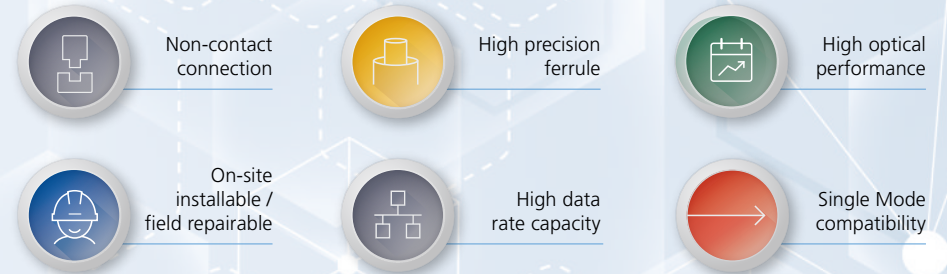 Non-contact
connection
High precision
ferrule
High optical
performance
On-site
installable /
field repairable
High data
rate capacity
Single Mode
compatibility